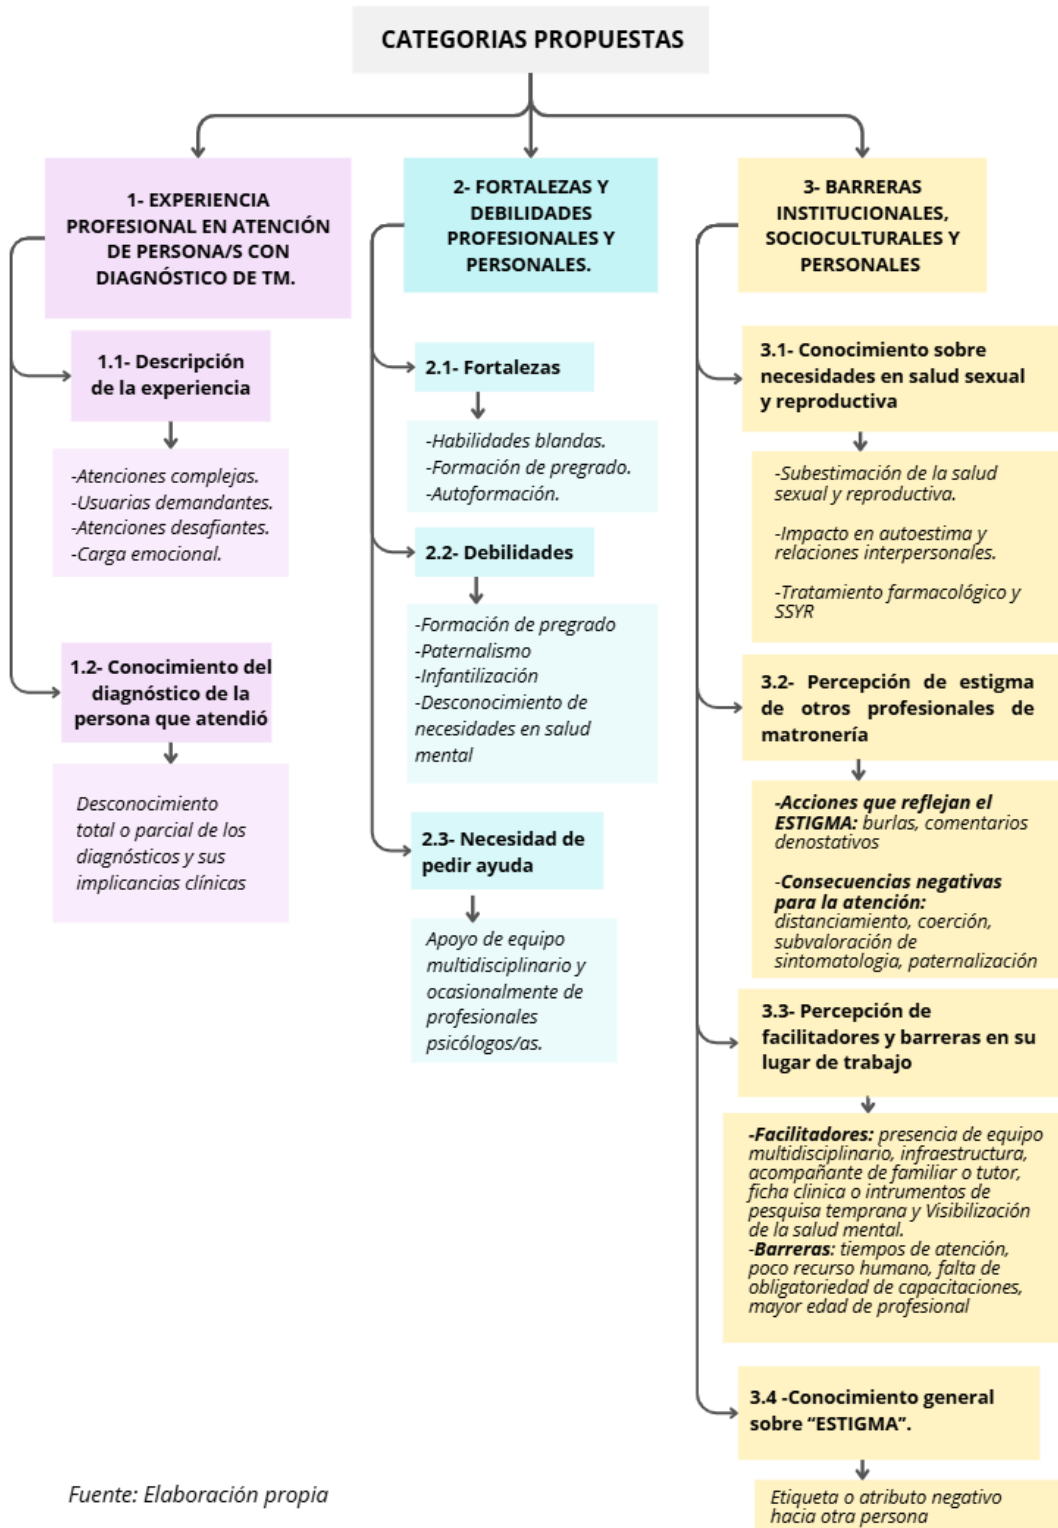 CATEGORIAS PROPUESTAS
1- EXPERIENCIA
PROFESIONAL EN ATENCIÓN
DE PERSONA/S CON
DIAGNÓSTICO DE TM.
1.1- Descripción
de la experiencia
-Atenciones complejas.
-Usuarias demandantes.
-Atenciones desafiantes.
-Carga emocional.
1.2- Conocimiento del
diagnóstico de la
persona que atendió
Desconocimiento
total o parcial de los
diagnósticos y sus
implicancias clínicas
2- FORTALEZAS Y
DEBILIDADES
PROFESIONALES Y
PERSONALES.
2.1- Fortalezas
-Habilidades blandas.
-Formación de pregrado.
-Autoformación.
2.2- Debilidades
-Formación de pregrado
-Paternalismo
-Infantilización
-Desconocimiento de
necesidades en salud
mental
2.3- Necesidad de
pedir ayuda
Apoyo de equipo
multidisciplinario y
ocasionalmente de
profesionales
psicólogos/as.
3- BARRERAS
INSTITUCIONALES,
SOCIOCULTURALES Y
PERSONALES
3.1- Conocimiento sobre
necesidades en salud sexual
y reproductiva
-Subestimación de la salud
sexual y reproductiva.
-Impacto en autoestima y
relaciones interpersonales.
-Tratamiento farmacológico y
SSYR
3.2- Percepción de estigma
de otros profesionales de
matronería
-Acciones que reflejan el
ESTIGMA: burlas, comentarios
denostativos
-Consecuencias negativas
para la atención:
distanciamiento, coerción,
subvaloración de
sintomatologia, paternalización
3.3- Percepción de
facilitadores y barreras en su
lugar de trabajo
-Facilitadores: presencia de equipo
multidisciplinario, infraestructura,
acompañante de familiar o tutor,
ficha clinica o intrumentos de
pesquisa temprana y Visibilización
de la salud mental.
-Barreras: tiempos de atención,
poco recurso humano, falta de
obligatoriedad de capacitaciones,
mayor edad de profesional
3.4 -Conocimiento general
sobre “ESTIGMA”.
Etiqueta o atributo negativo
hacia otra persona
Fuente: Elaboración propia